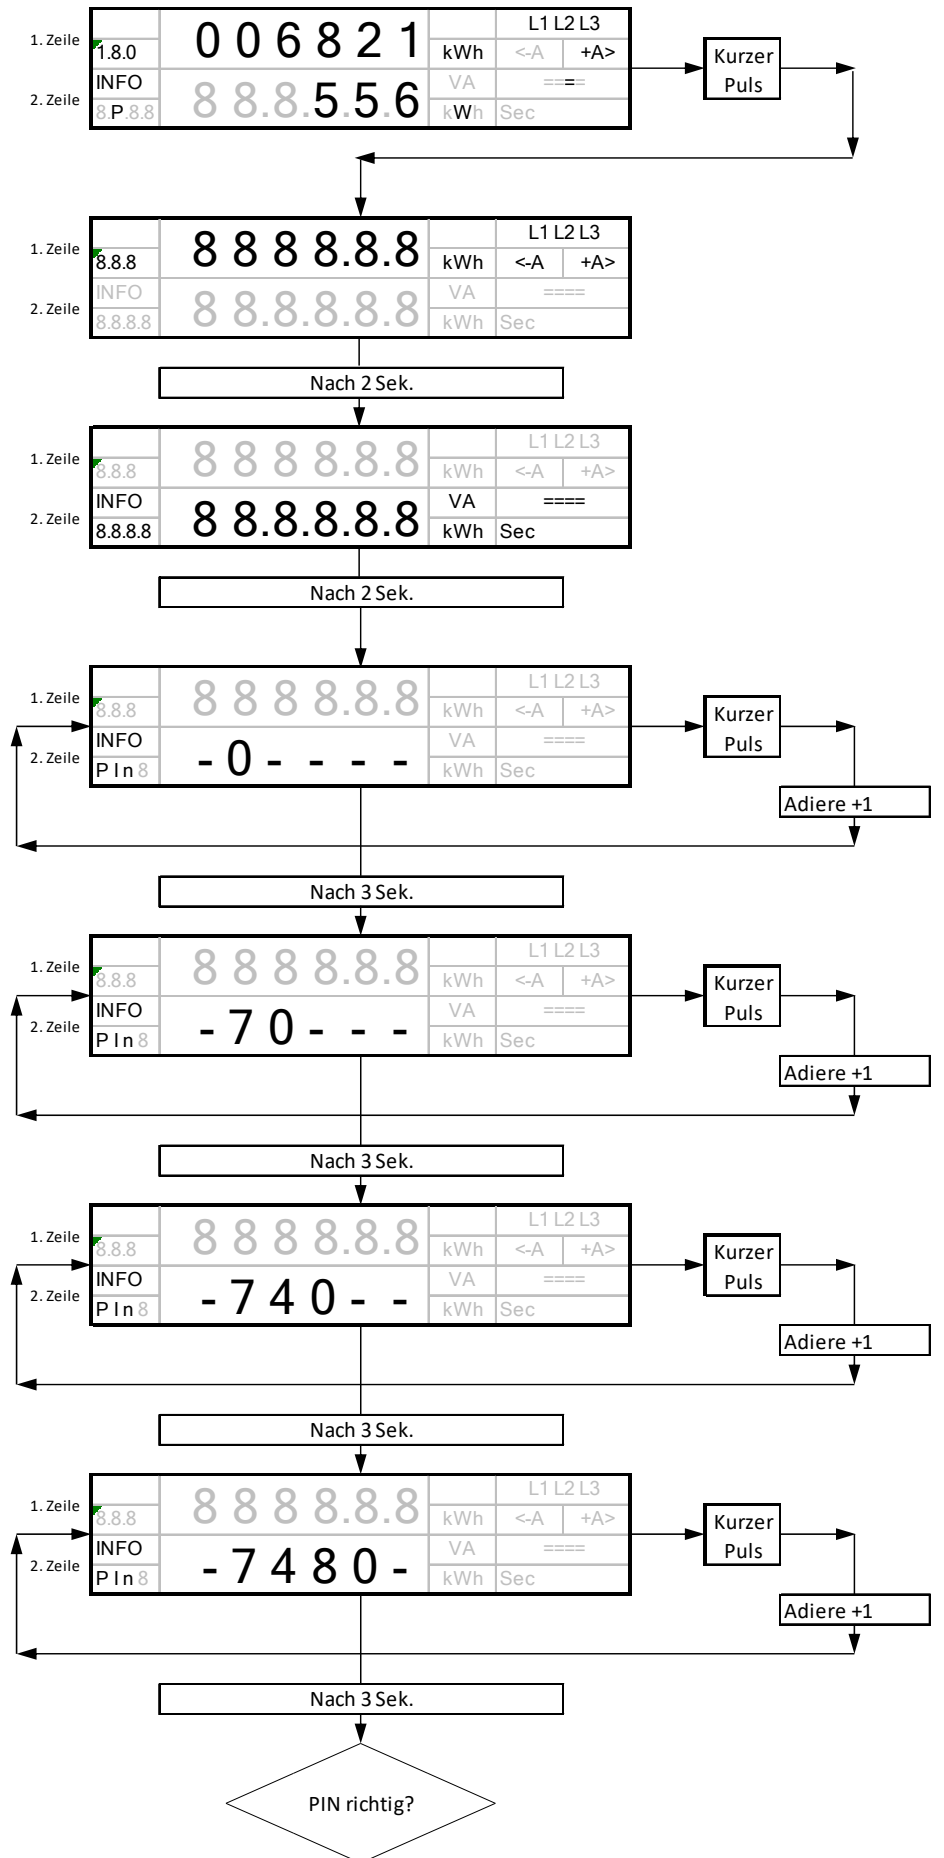 L1 L2 L3
1. Zeile 1.8.0 006821 kWh <-A +A>
INFO VA ====
2. Zeile 8.P.8.8 88.8.5.5.6 kWh Sec
Kurzer
Puls
L1 L2 L3
1. Zeile 8.8.8 888888.8.8 kWh <-A +A>
INFO VA ====
2. Zeile 8.8.8.8 88.8.8.8.8 kWh Sec
Nach 2 Sek.
L1 L2 L3
1. Zeile 8.8.8 8888.8.8 kWh <-A +A>
INFO VA ====
2. Zeile 8.8.8.8 88.8.8.8.8 kWh Sec
Nach 2 Sek.
L1 L2 L3
1. Zeile 8.8.8 8888.8.8 kWh <-A +A>
INFO VA ====
2. Zeile PIn8 -0---- kWh Sec
Kurzer
Puls
Adiere +1
Nach 3 Sek.
L1 L2 L3
1. Zeile 8.8.8 8888.8.8 kWh <-A +A>
INFO VA ====
2. Zeile PIn8 -70--- kWh Sec
Kurzer
Puls
Adiere +1
Nach 3 Sek.
L1 L2 L3
1. Zeile 8.8.8 8888.8.8 kWh <-A +A>
INFO VA ====
2. Zeile PIn8 -740-- kWh Sec
Kurzer
Puls
Adiere +1
Nach 3 Sek.
L1 L2 L3
1. Zeile 8.8.8 8888.8.8 kWh <-A +A>
INFO VA ====
2. Zeile PIn8 -7480- kWh Sec
Kurzer
Puls
Adiere +1
Nach 3 Sek.
PIN richtig?